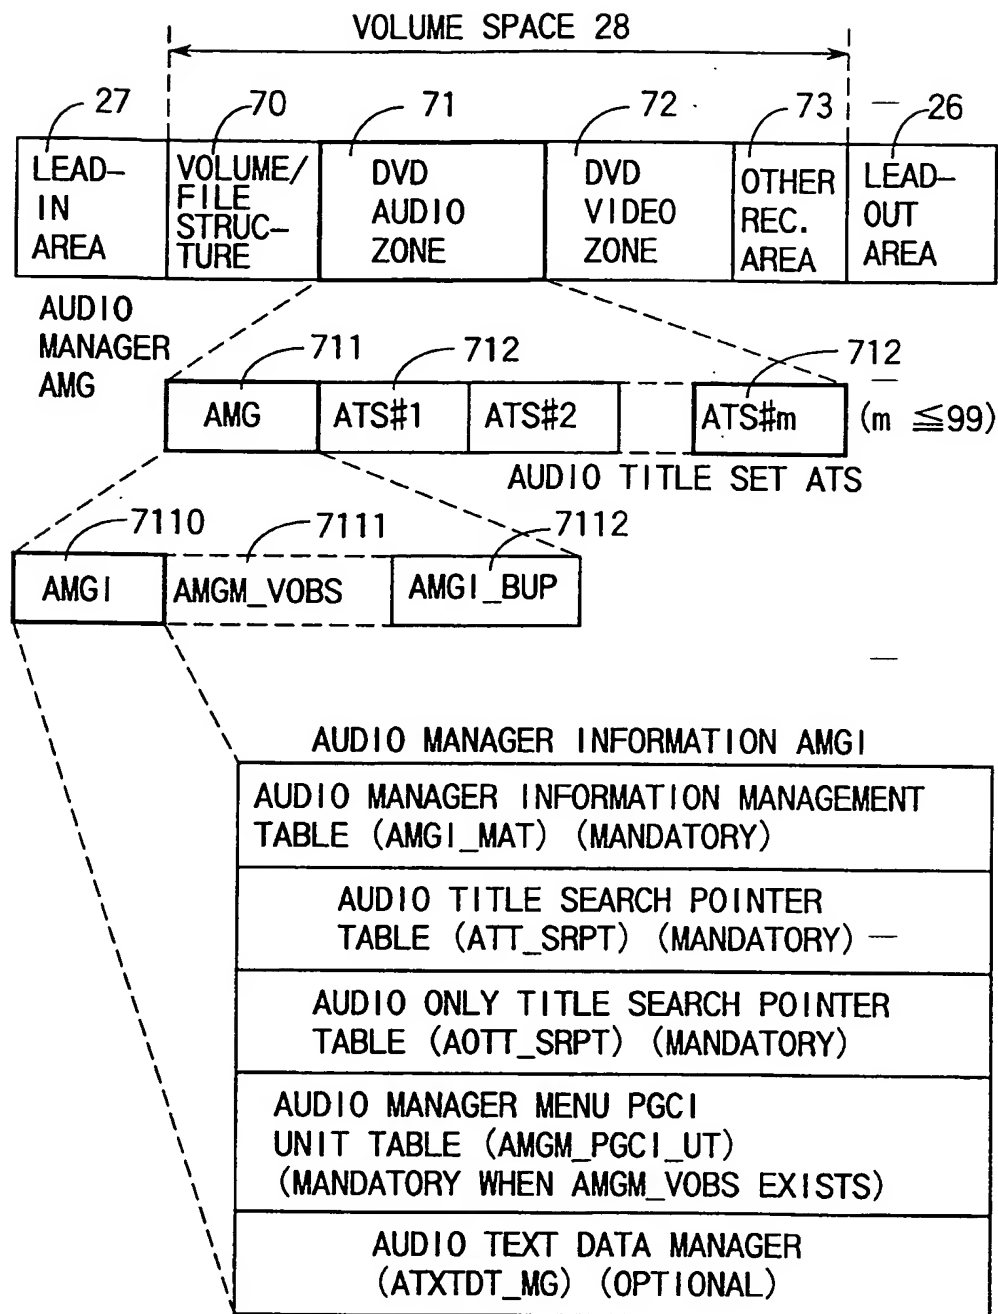 VOLUME SPACE 28
27
70
71
72
73
26
LEAD-
IN
AREA
VOLUME/
FILE
STRUC-
TURE
DVD
AUDIO
ZONE
DVD
VIDEO
ZONE
OTHER
REC.
AREA
LEAD-
OUT
AREA
AUDIO
MANAGER
AMG
711
712
712
AMG
ATS#1
ATS#2
ATS#m
(m ≦99)
AUDIO TITLE SET ATS
7110
7111
7112
AMGI
AMGM_VOBS
AMGI_BUP
AUDIO MANAGER INFORMATION AMGI
AUDIO MANAGER INFORMATION MANAGEMENT
TABLE (AMGI_MAT) (MANDATORY)
AUDIO TITLE SEARCH POINTER
TABLE (ATT_SRPT) (MANDATORY)
AUDIO ONLY TITLE SEARCH POINTER
TABLE (AOTT_SRPT) (MANDATORY)
AUDIO MANAGER MENU PGCI
UNIT TABLE (AMGM_PGCI_UT)
(MANDATORY WHEN AMGM_VOBS EXISTS)
AUDIO TEXT DATA MANAGER
(ATXTDT_MG) (OPTIONAL)